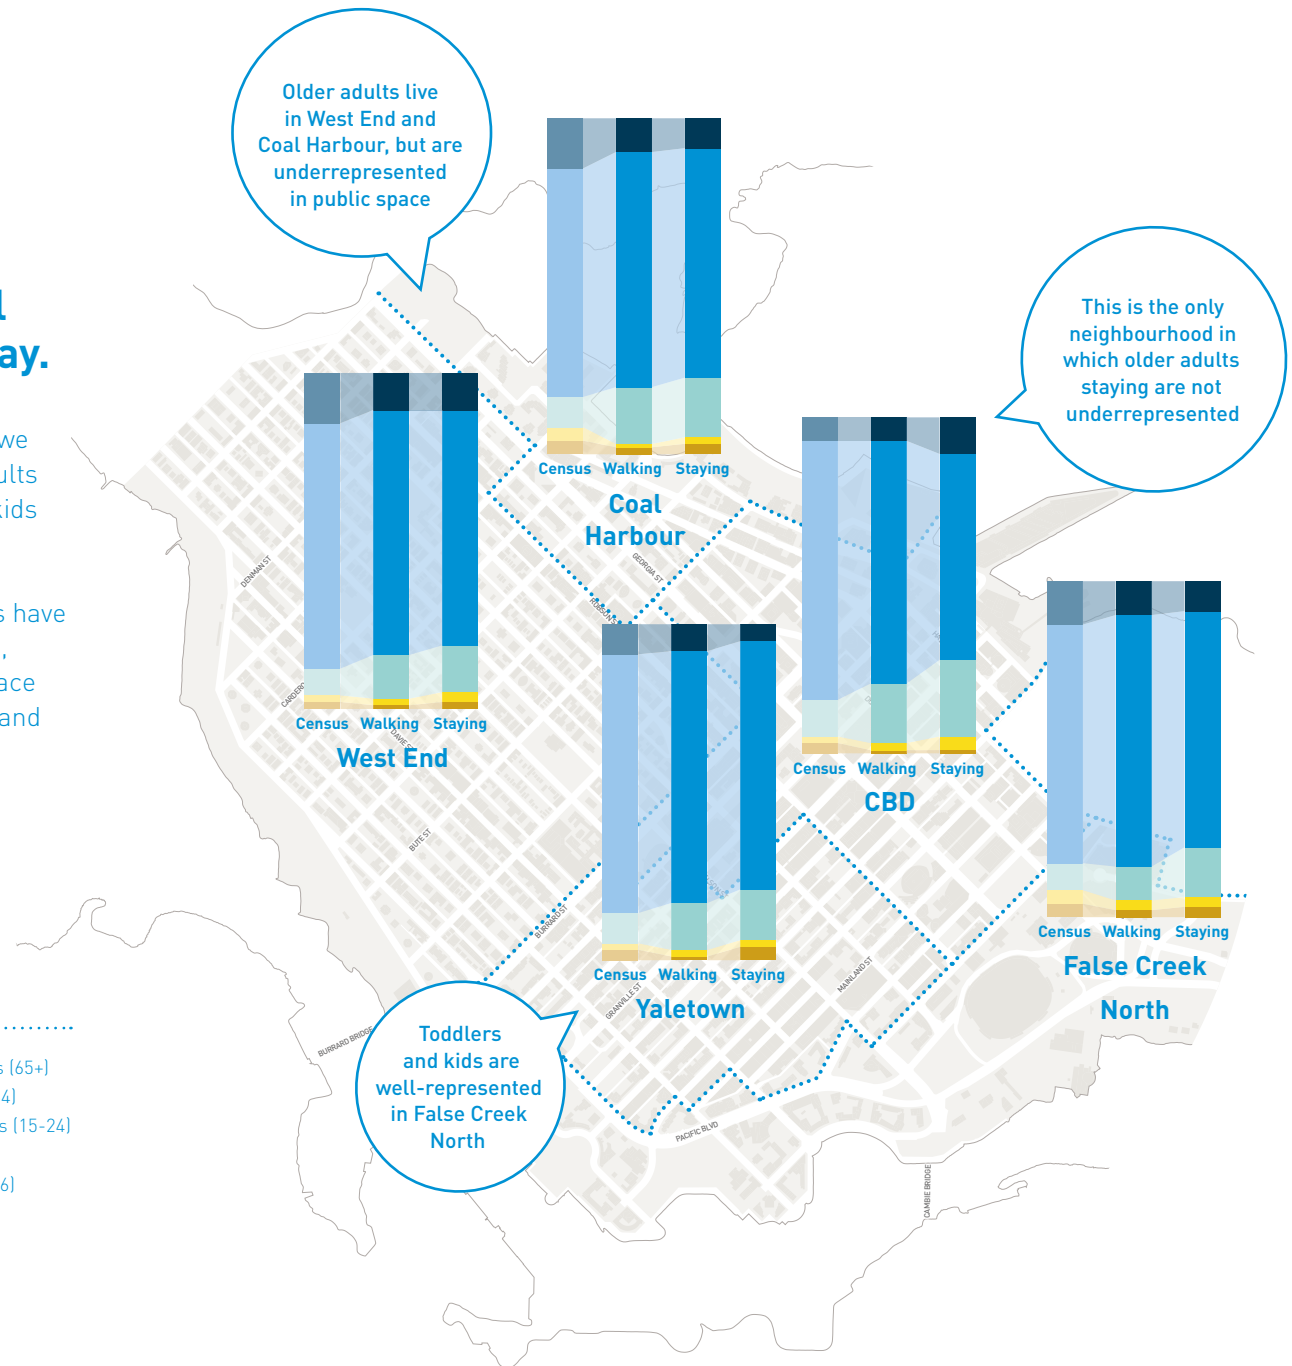 Older adults live
in West End and
Coal Harbour, but are
underrepresented
in public space
This is the only
neighbourhood in
which older adults
staying are not
underrepresented
ay.
we
kids
s have
and
Census Walking Staying
Coal
Harbour
Census Walking Staying
West End
Census Walking Staying
CBD
Census Walking Staying
Yaletown
Census Walking Staying
False Creek
North
Toddlers
and kids are
well-represented
in False Creek
North
s (65+)
4)
s (15-24)
6)
DENMAN ST
GEORGIA ST
DAVIE ST
BUTE ST
BURRARD ST
GRANVILLE ST
MAINLAND ST
BURRARD BRIDGE
PACIFIC BLVD
CAMBIE BRIDGE